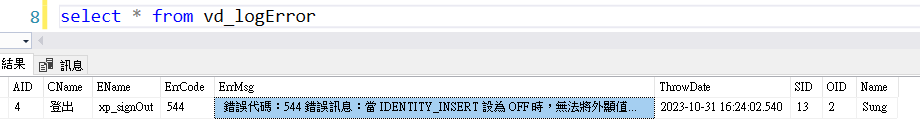 8 select * from vd_logError
結果 訊息
AID CName EName ErrCode ErrMsg ThrowDate SID OID Name
4 登出 xp_signOut 544 錯誤代碼：544 錯誤訊息：當 IDENTITY_INSERT 設為 OFF 時，無法將外顯值... 2023-10-31 16:24:02.540 13 2 Sung